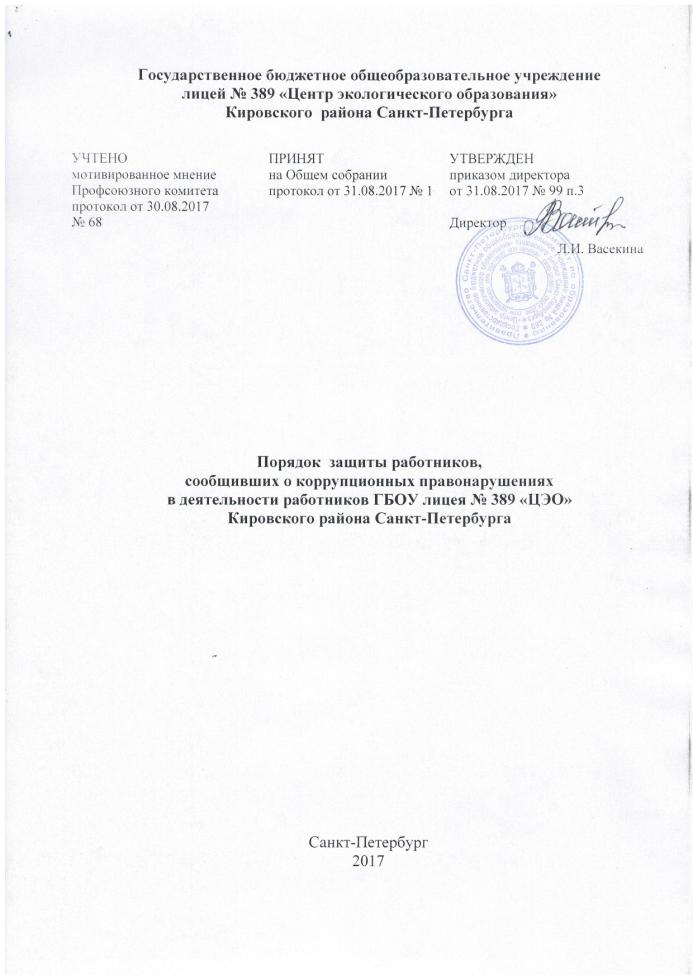 Государственное бюджетное общеобразовательное учреждение
лицей № 389 «Центр экологического образования»
Кировского района Санкт-Петербурга
УЧТЕНО
мотивированное мнение
Профсоюзного комитета
протокол от 30.08.2017
№ 68
ПРИНЯТ
на Общем собрании
протокол от 31.08.2017 № 1
УТВЕРЖДЕН
приказом директора
от 31.08.2017 № 99 п.3
Директор
Л.И. Васекина
Порядок защиты работников,
сообщивших о коррупционных правонарушениях
в деятельности работников ГБОУ лицея № 389 «ЦЭО»
Кировского района Санкт-Петербурга
Санкт-Петербург
2017